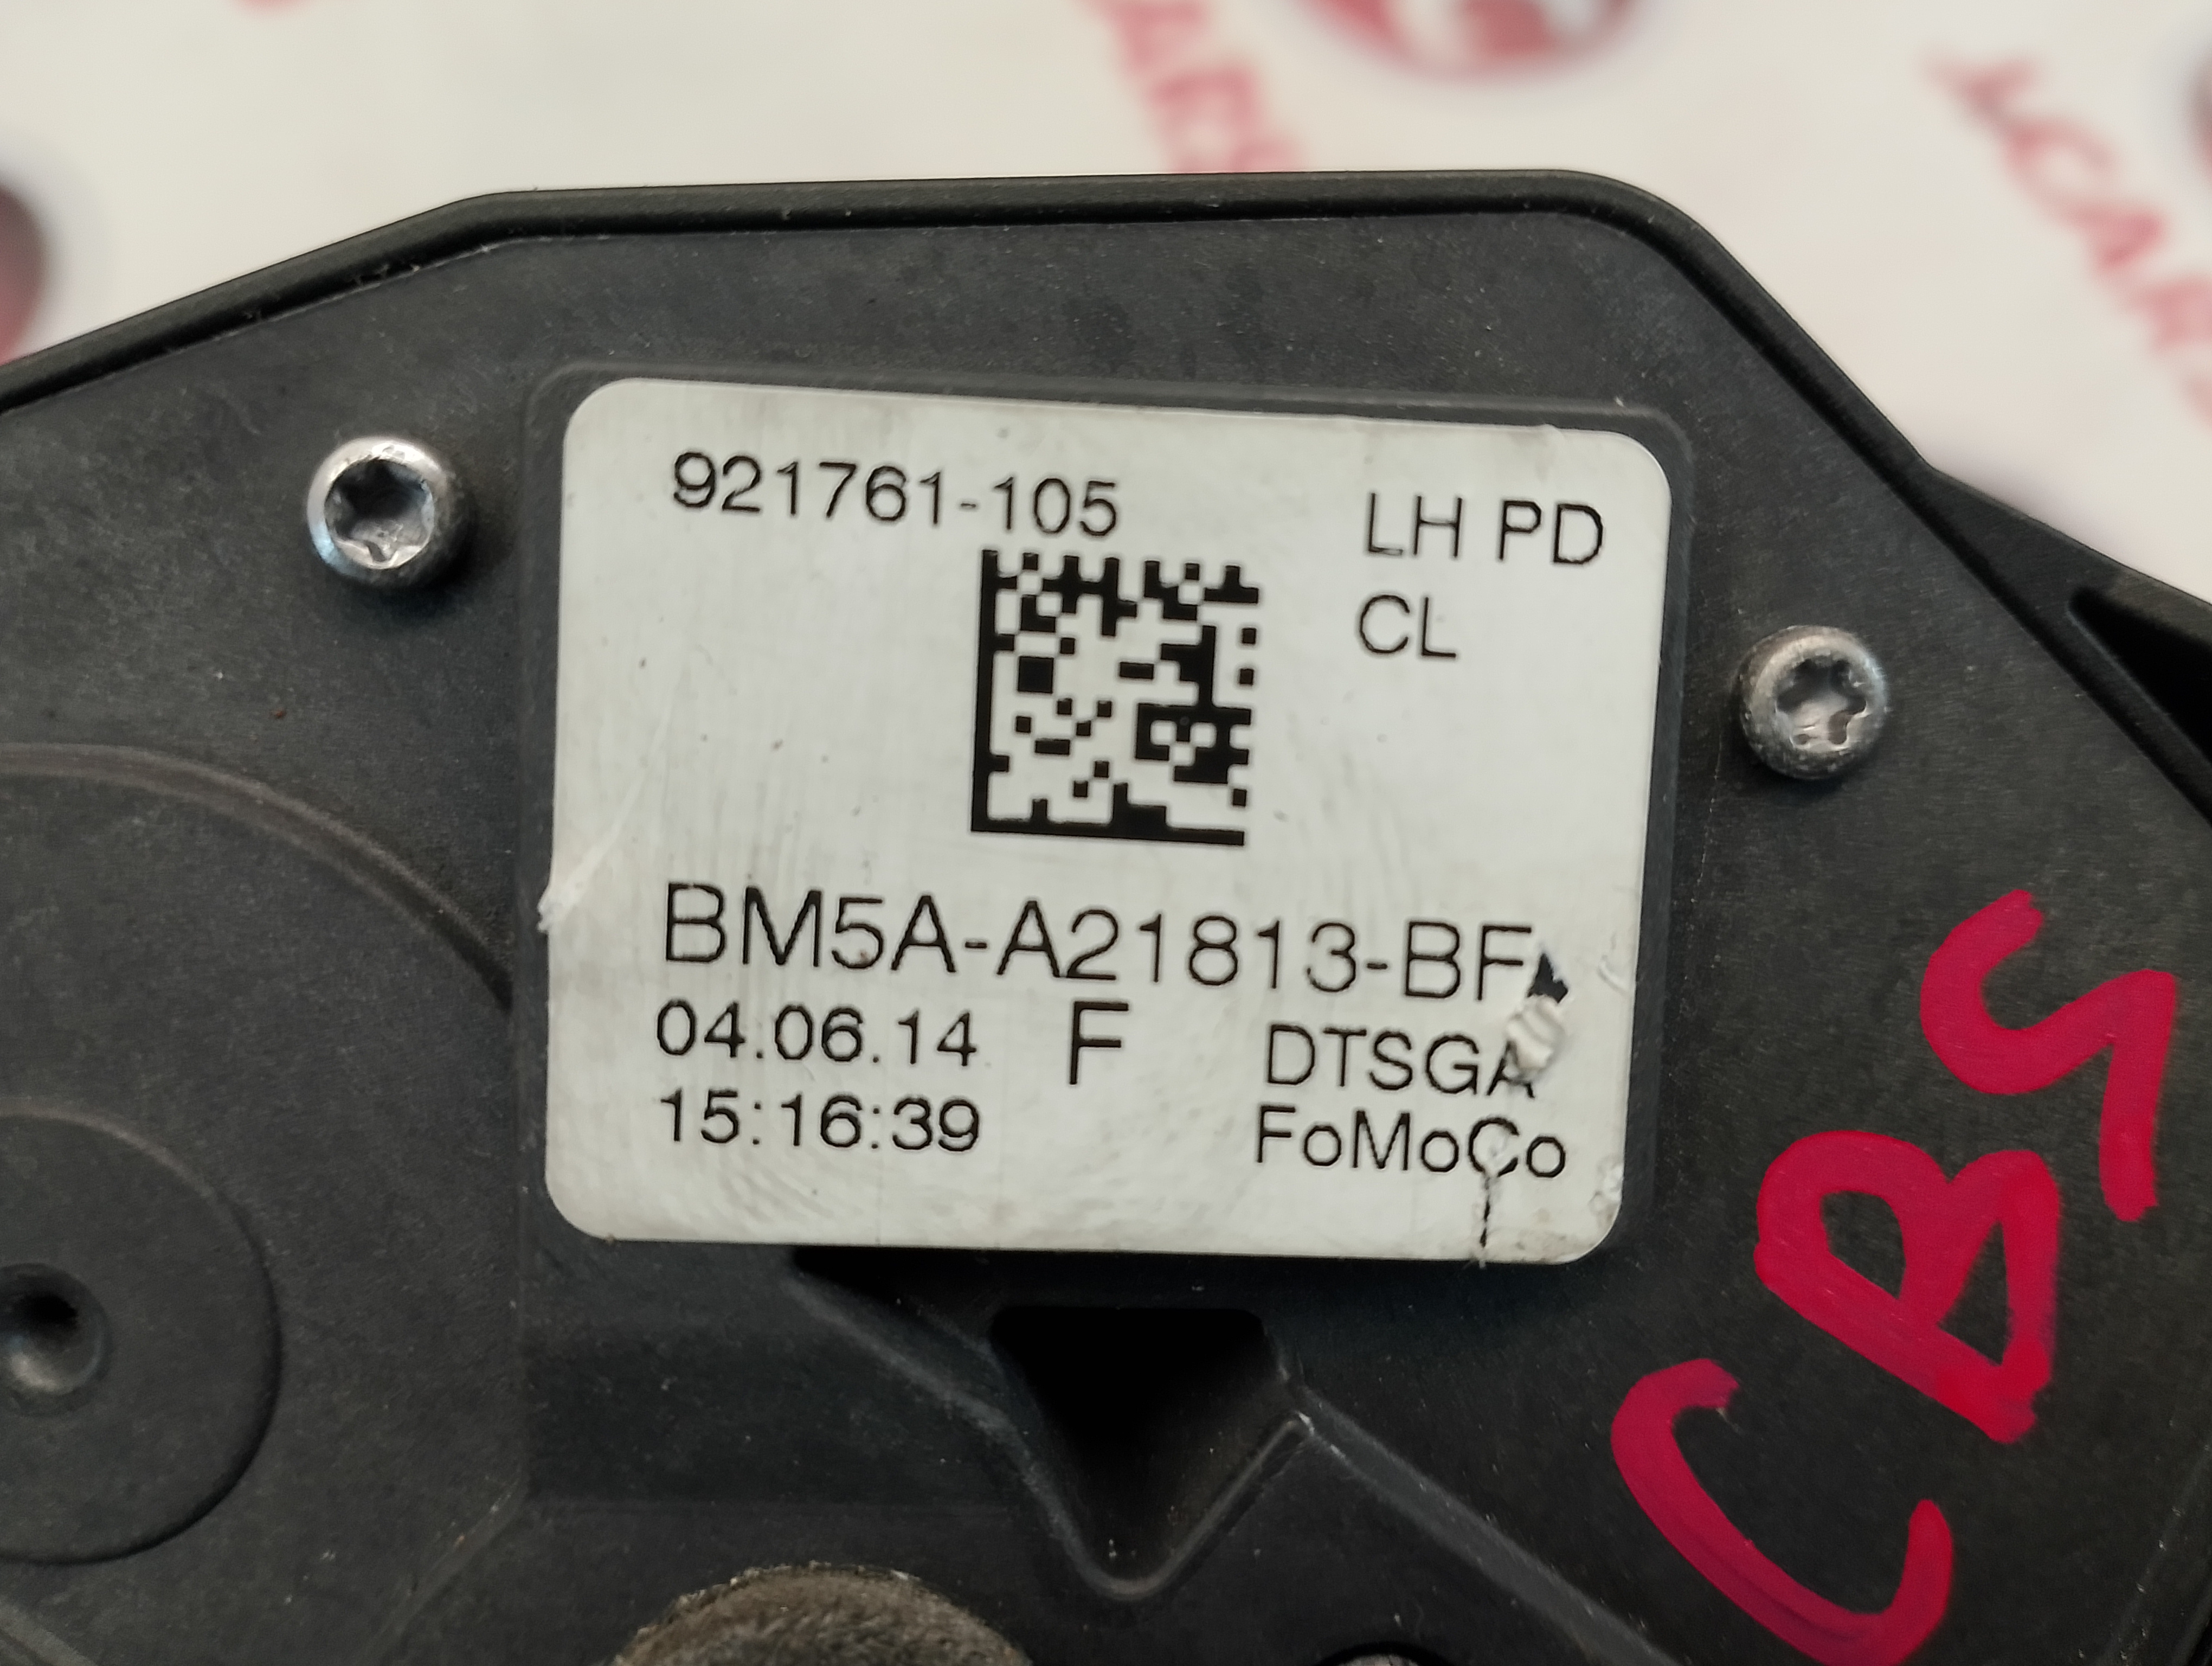 921761-105
LH PD
CL
BM5A-A21813-BF
04.06.14 F DTSGA
15:16:39 FoMoCo
CBS